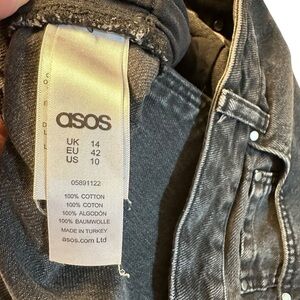 asos
UK 14
EU 42
US 10
05891122
100% COTTON
100% COTON
100% ALGODÓN
100% BAUMWOLLE
MADE IN TURKEY
asos.com Ltd